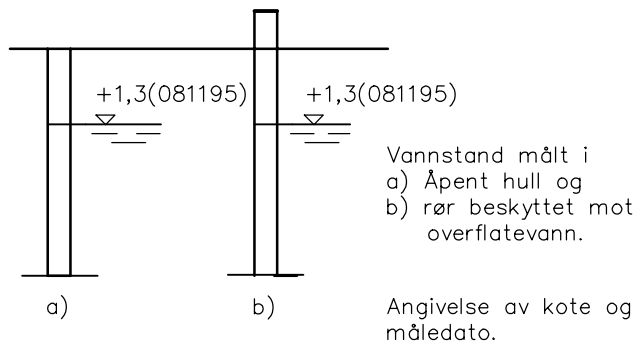 +1,3(081195) +1,3(081195)
Vannstand målt i
a) Åpent hull og
b) rør beskyttet mot
overflatevann.
a) b)
Angivelse av kote og
måledato.